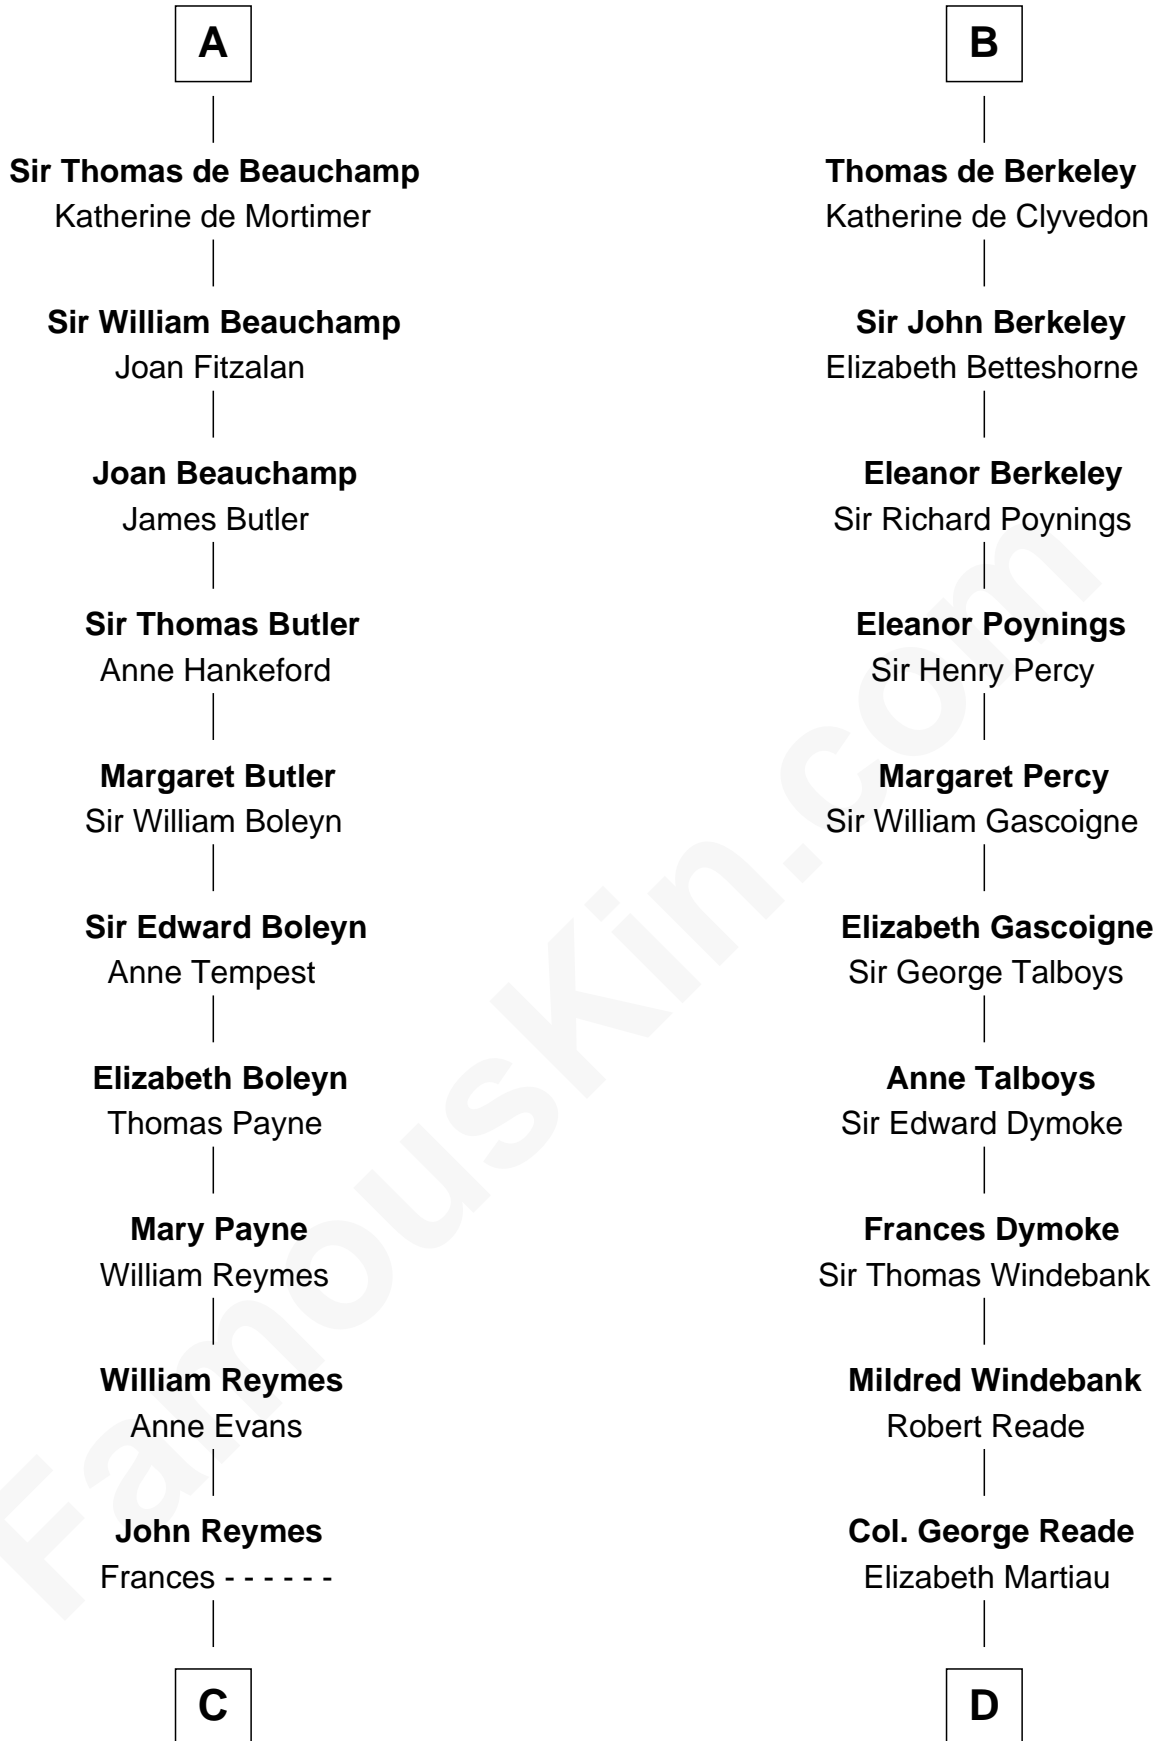 A
Sir Thomas de Beauchamp
Katherine de Mortimer
Sir William Beauchamp
Joan Fitzalan
Joan Beauchamp
James Butler
Sir Thomas Butler
Anne Hankeford
Margaret Butler
Sir William Boleyn
Sir Edward Boleyn
Anne Tempest
Elizabeth Boleyn
Thomas Payne
Mary Payne
William Reymes
William Reymes
Anne Evans
John Reymes
Frances - - - - - -
C
B
Thomas de Berkeley
Katherine de Clyvedon
Sir John Berkeley
Elizabeth Betteshorne
Eleanor Berkeley
Sir Richard Poynings
Eleanor Poynings
Sir Henry Percy
Margaret Percy
Sir William Gascoigne
Elizabeth Gascoigne
Sir George Talboys
Anne Talboys
Sir Edward Dymoke
Frances Dymoke
Sir Thomas Windebank
Mildred Windebank
Robert Reade
Col. George Reade
Elizabeth Martiau
D
FamousKin.com